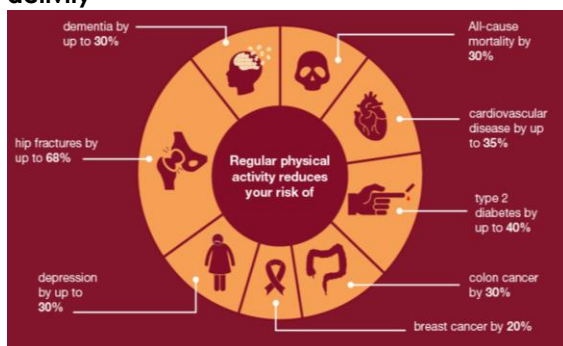 dementia by
up to 30%
All-cause
mortality by
30%
cardiovascular
disease by up
to 35%
hip fractures by
up to 68%
Regular physical
activity reduces
your risk of
type 2
diabetes by
up to 40%
depression
by up to
30%
colon cancer
by 30%
breast cancer by 20%